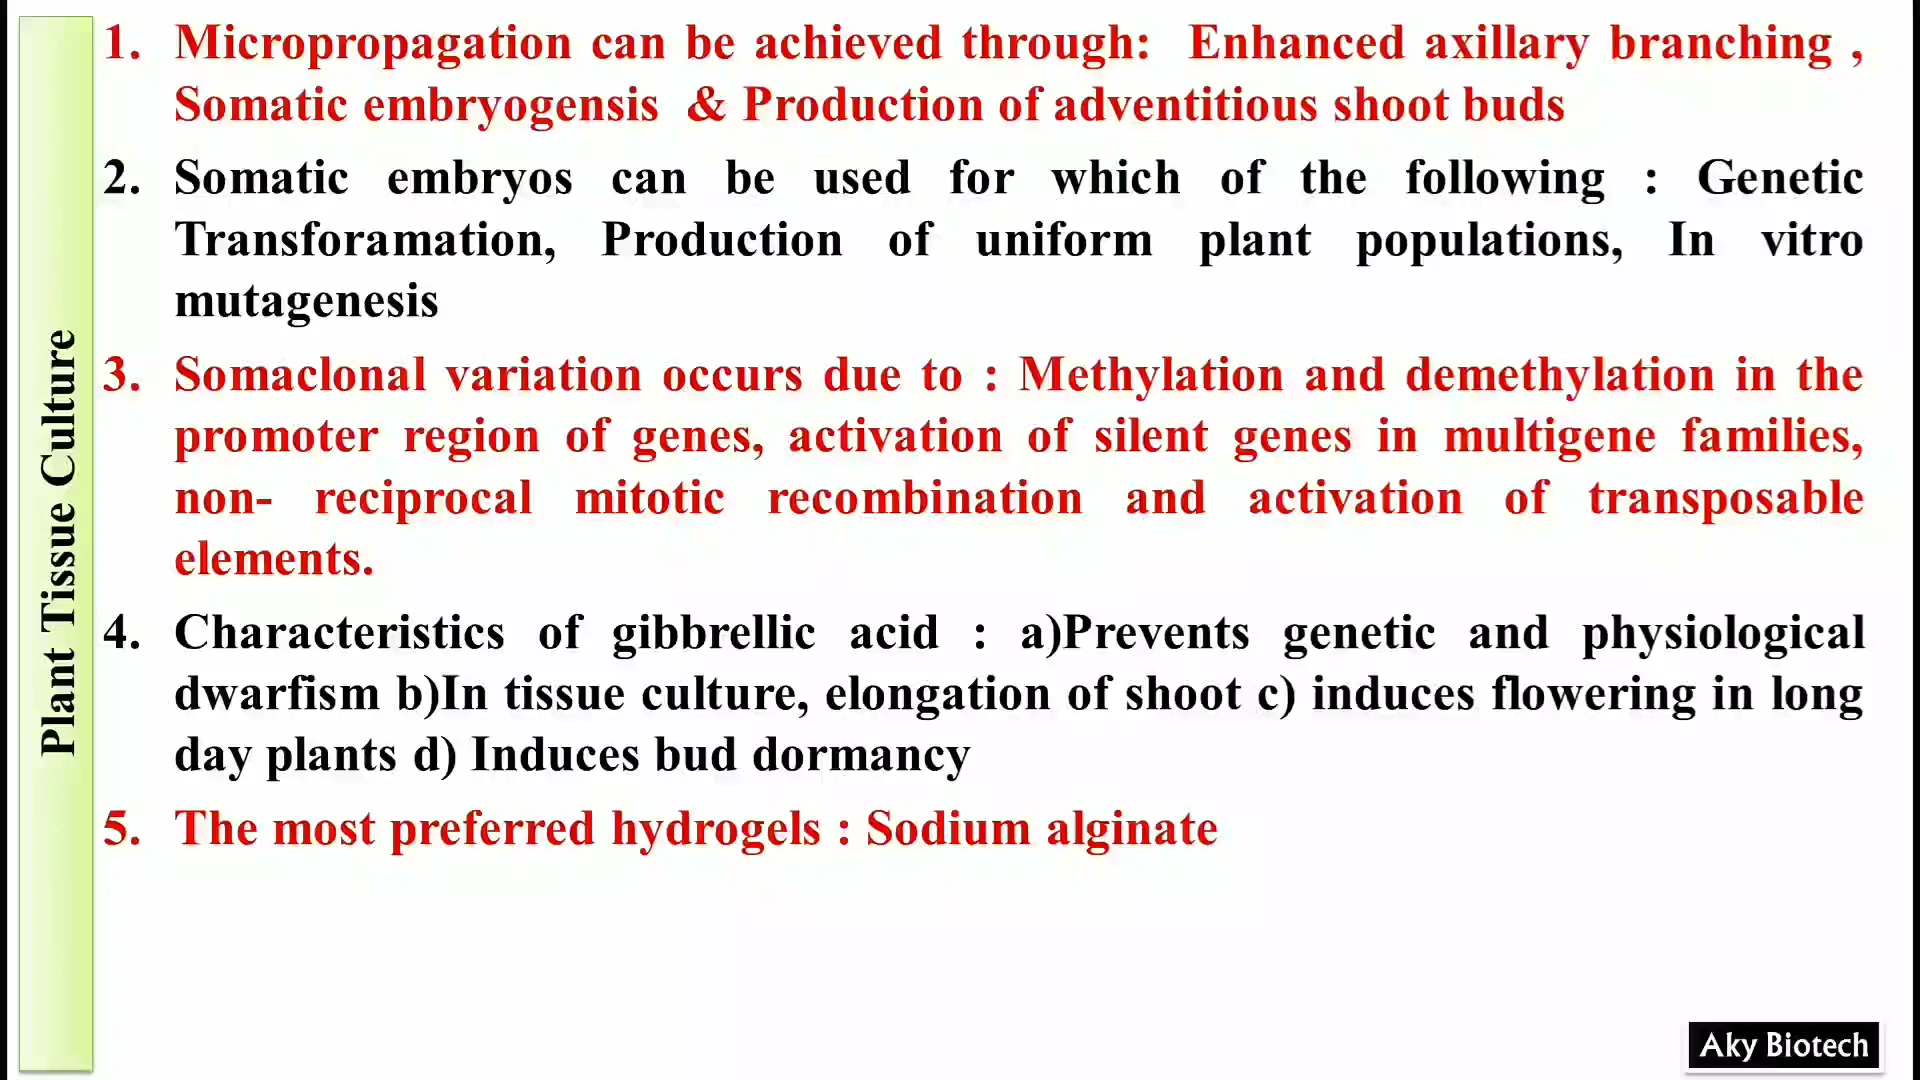 Plant Tissue Culture
1. Micropropagation can be achieved through: Enhanced axillary branching ,
Somatic embryogensis & Production of adventitious shoot buds
2. Somatic embryos can be used for which of the following : Genetic
Transforamation, Production of uniform plant populations, In vitro
mutagenesis
3. Somaclonal variation occurs due to : Methylation and demethylation in the
promoter region of genes, activation of silent genes in multigene families,
non- reciprocal mitotic recombination and activation of transposable
elements.
4. Characteristics of gibbrellic acid : a)Prevents genetic and physiological
dwarfism b)In tissue culture, elongation of shoot c) induces flowering in long
day plants d) Induces bud dormancy
5. The most preferred hydrogels : Sodium alginate
Aky Biotech